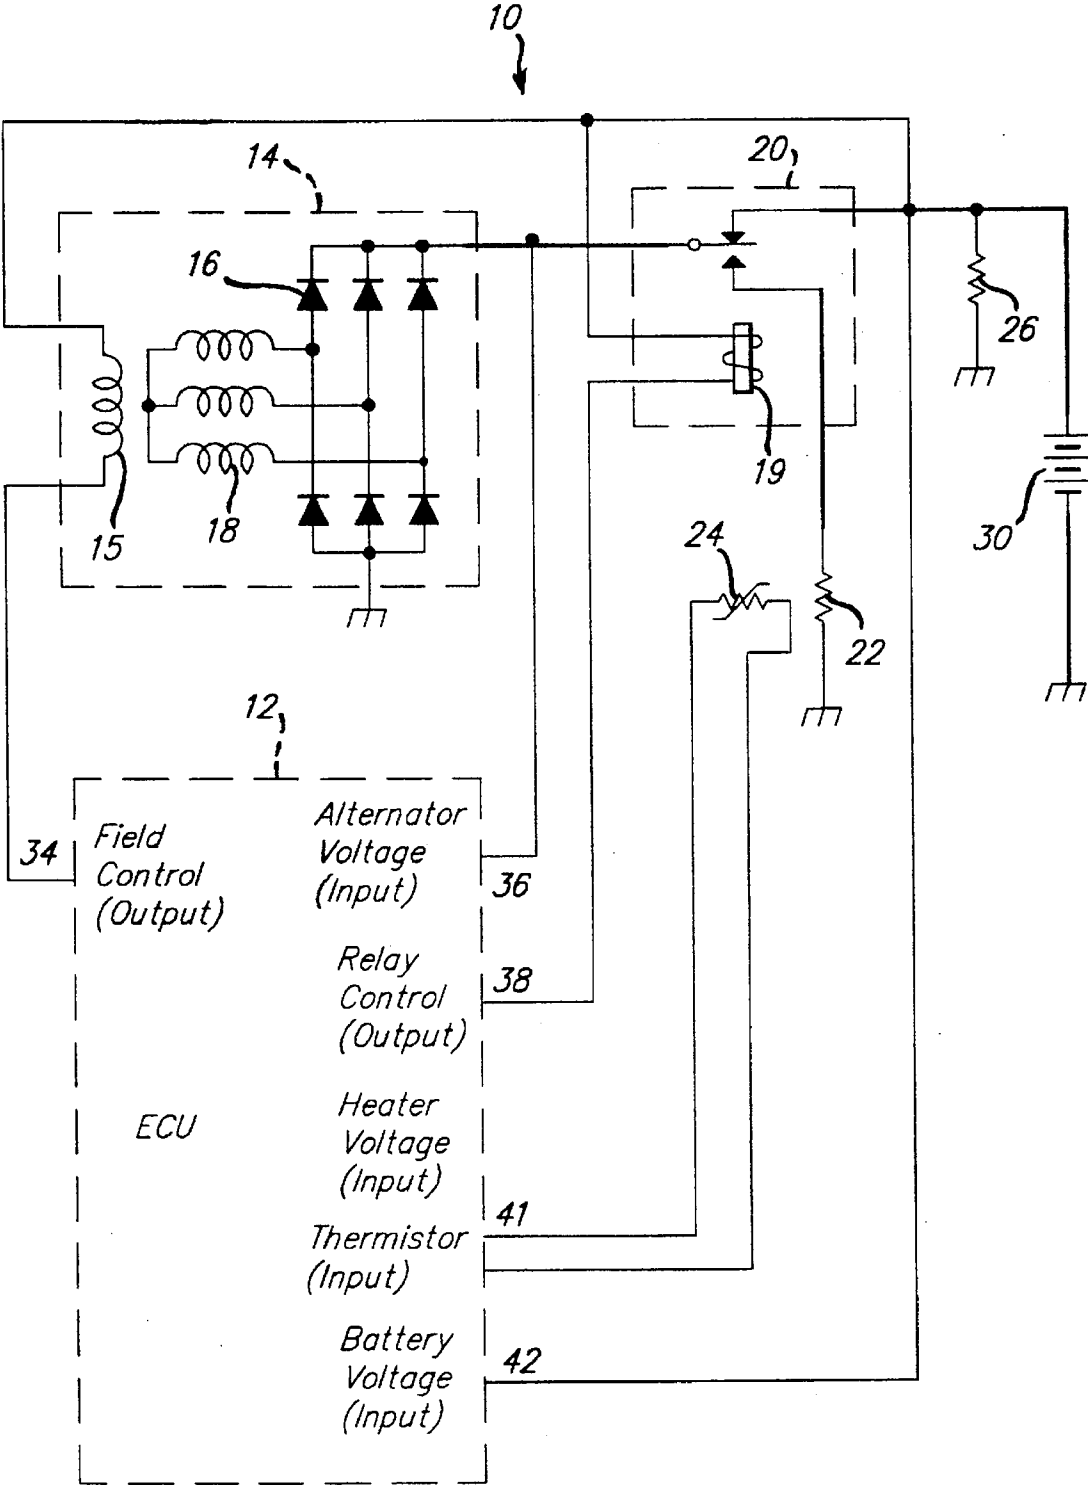 10
14
20
16
26
19
15
18
30
24
22
12
Field
Control
(Output)
34
Alternator
Voltage
(Input)
36
Relay
Control
(Output)
38
ECU
Heater
Voltage
(Input)
41
Thermistor
(Input)
Battery
Voltage
(Input)
42